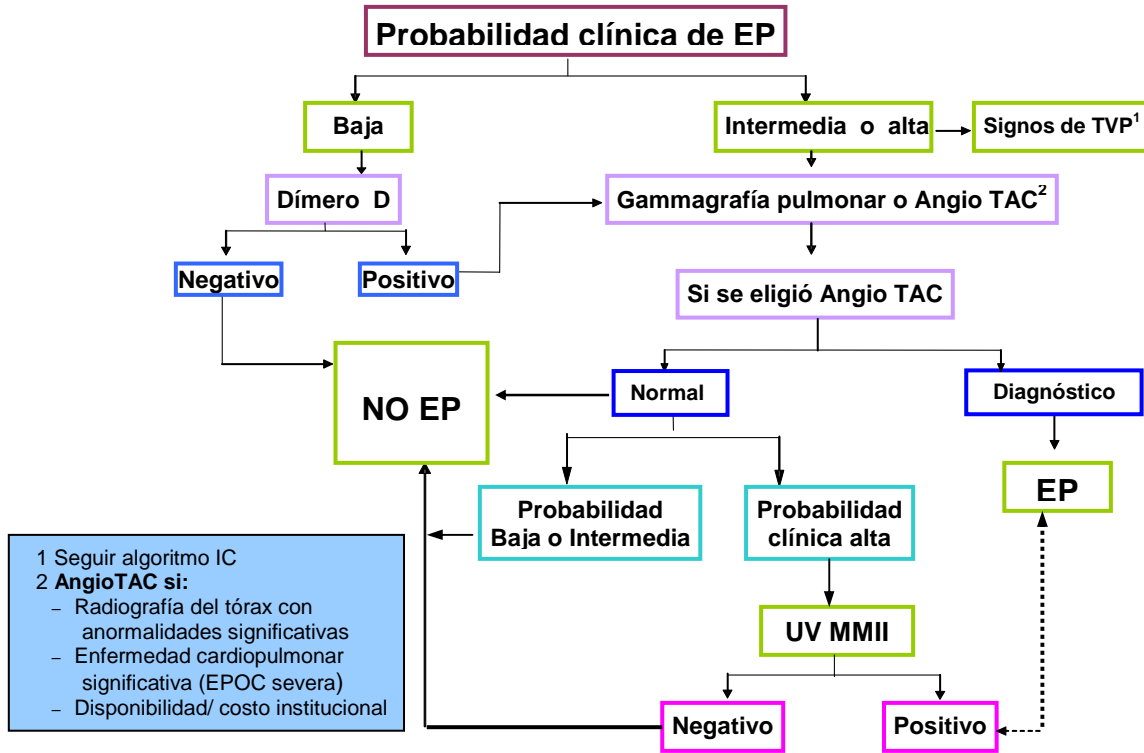 Probabilidad clínica de EP
Baja
Intermedia o alta
Signos de TVP1
Dímero D
Gammagrafía pulmonar o Angio TAC2
Negativo
Positivo
Si se eligió Angio TAC
NO EP
Normal
Diagnóstico
EP
Probabilidad
Baja o Intermedia
Probabilidad
clínica alta
UV MMII
Negativo
Positivo
1 Seguir algoritmo IC
2 AngioTAC si:
– Radiografía del tórax con
anormalidades significativas
– Enfermedad cardiopulmonar
significativa (EPOC severa)
– Disponibilidad/ costo institucional